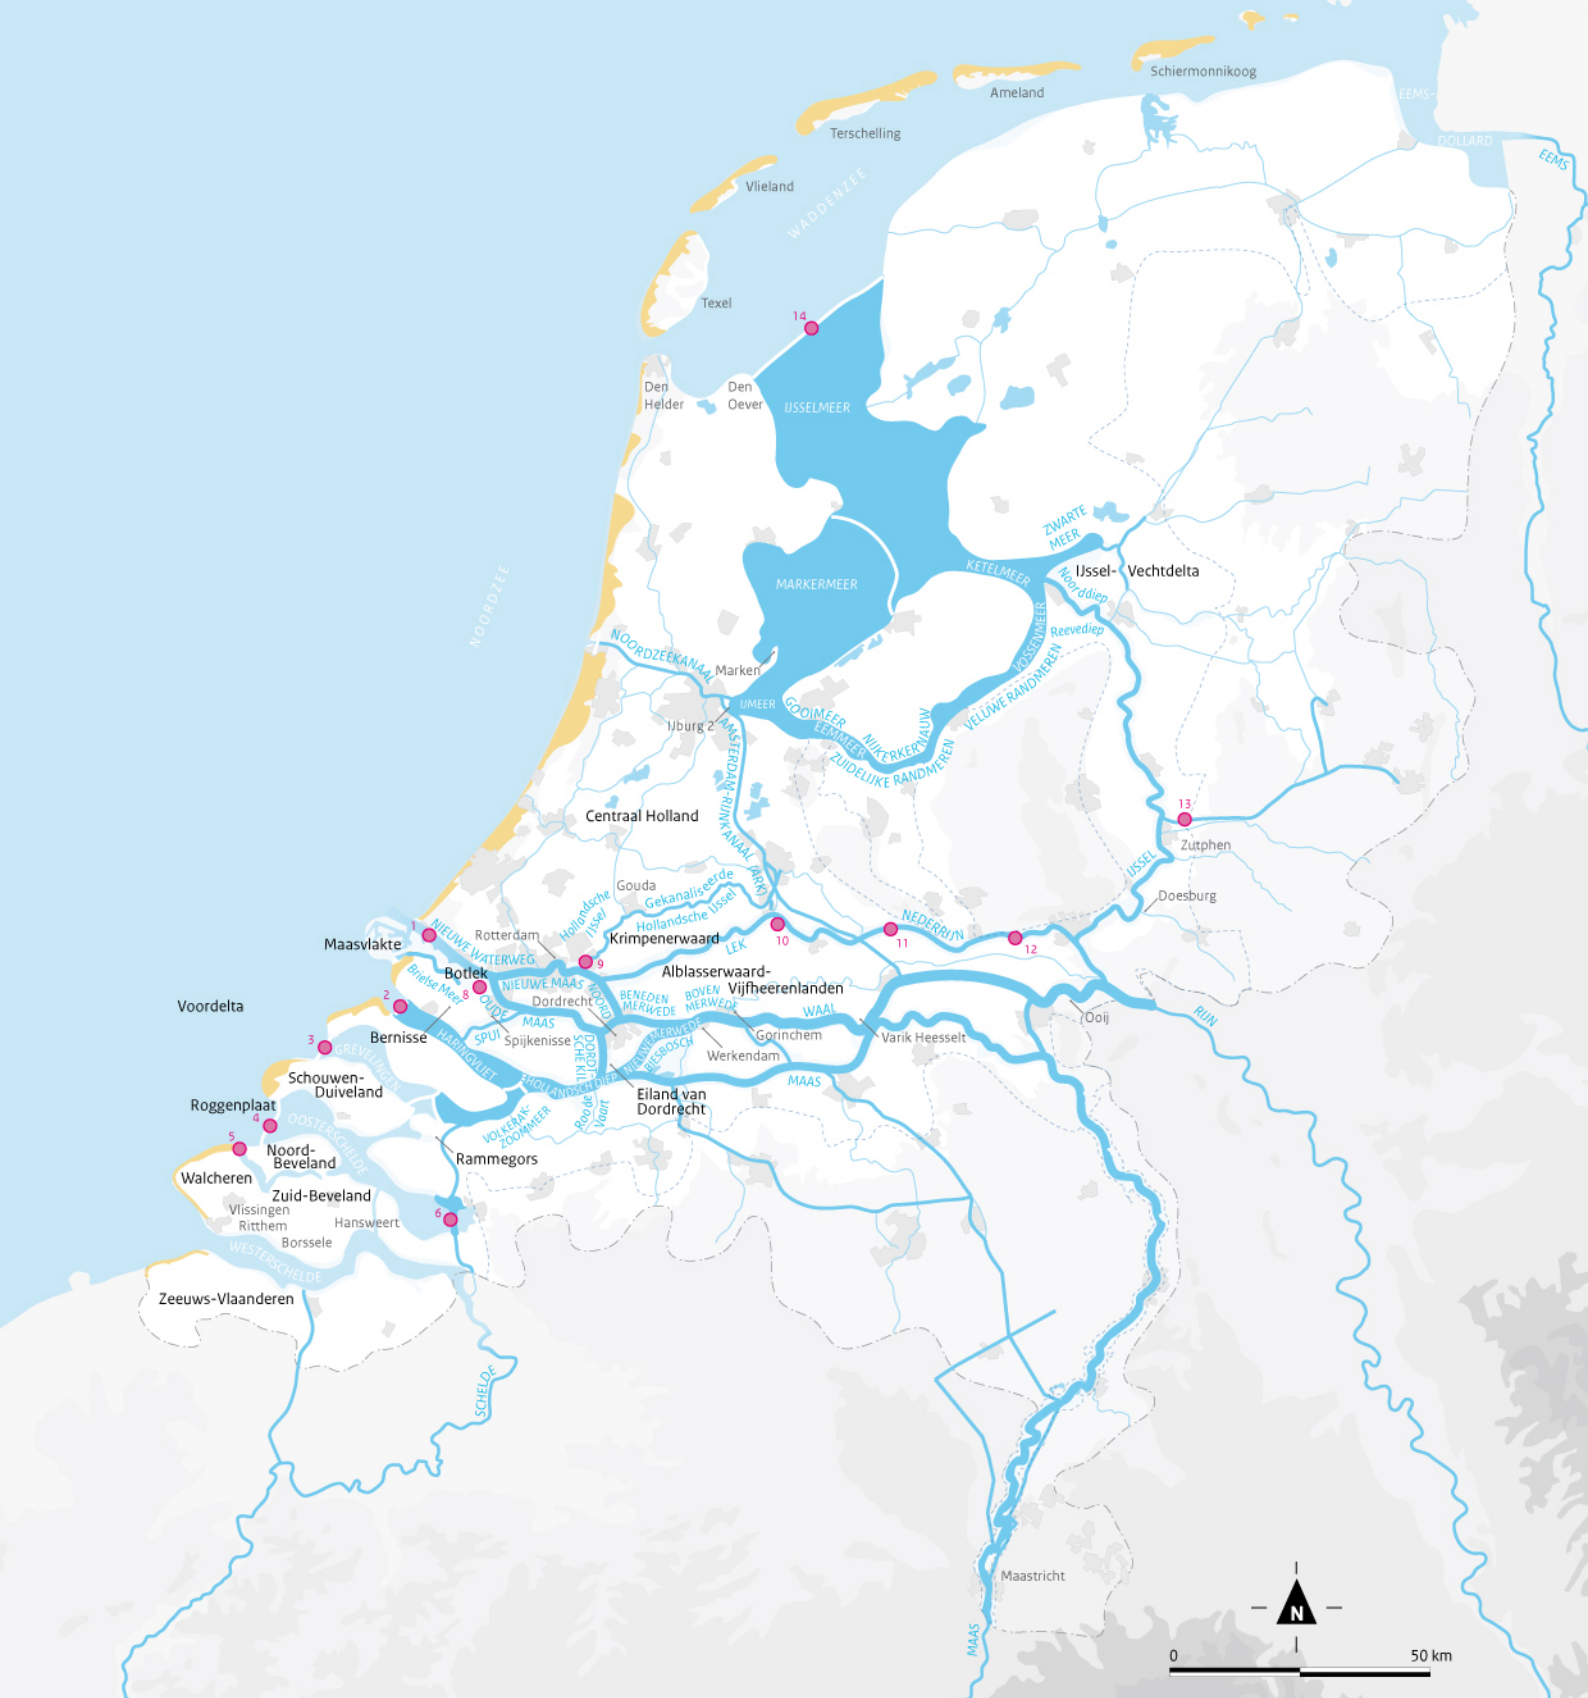 Schiermonnikoog
Ameland
EEMS-
DOLLARD
EEMS
Terschelling
Vlieland
WADDENZEE
Texel
14
Den
Helder
Den
Oever
IJSSELMEER
NOORDZEE
ZWARTE
MEER
MARKERMEER
KETELMEER
IJssel-
Vechtdelta
Noorddiep
Reevediep
VOSSENMEER
VELUWE RANDMEREN
NOORDZEEKANAAL
Marken
IJMEER
IJburg 2
GOOIMEER
EEMMEER
NIJKERKERNAUW
ZUIDELIJKE RANDMEREN
AMSTERDAM-RIJNKANAAL (ARK)
Centraal Holland
13
Zutphen
IJSSEL
Doesburg
Gouda
Gekanaliseerde
Hollandsche IJssel
Hollandsche
IJssel
Krimpenerwaard
LEK
10
11
NEDERRIJN
12
1
NIEUWE WATERWEG
Rotterdam
9
Maasvlakte
Botlek
8
Brielse Meer
NIEUWE MAAS
Dordrecht
NOORD
Alblasserwaard-
Vijfheerenlanden
BENEDEN
MERWEDE
BOVEN
MERWEDE
WAAL
Voordelta
2
OUDE
MAAS
Bernisse
SPUI
Spijkenisse
HARINGVLIET
DORDT-
SCHE KIL
NIEUWE MERWEDE
BIESBOSCH
Gorinchem
Werkendam
Varik Heesselt
Ooij
RIJN
3
GREVELINGEN
HOLLANDSCH DIEP
MAAS
Schouwen-
Duiveland
Eiland van
Dordrecht
Roode
Vaart
VOLKERAK-
ZOOMMEER
Roggenplaat
4
OOSTERSCHELDE
5
Noord-
Beveland
Rammegors
Walcheren
Zuid-Beveland
Vlissingen
Ritthem
Hansweert
6
Borssele
WESTERSCHELDE
Zeeuws-Vlaanderen
SCHELDE
Maastricht
MAAS
N
0
50 km